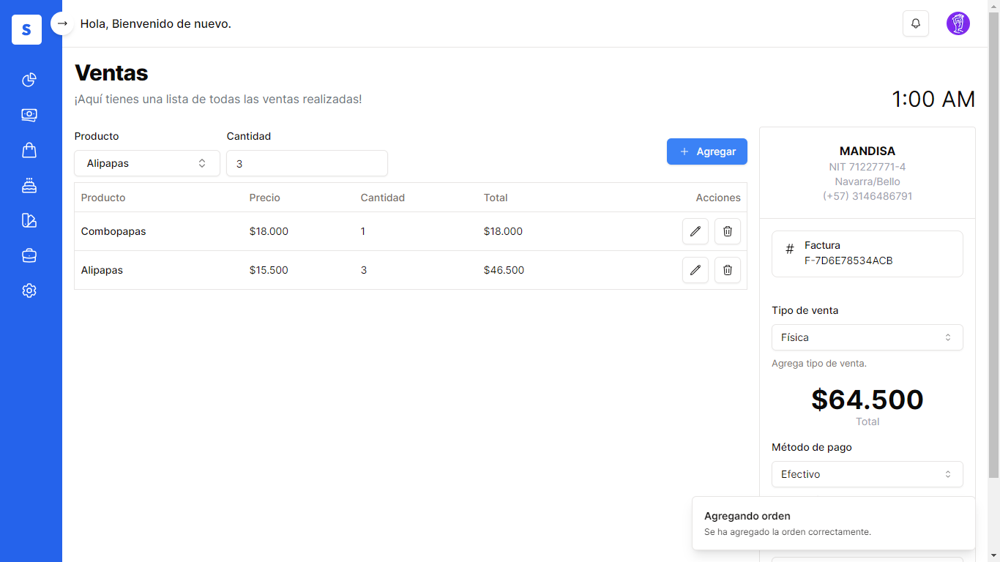 S
→ Hola, Bienvenido de nuevo.
Ventas
¡Aquí tienes una lista de todas las ventas realizadas!
1:00 AM
Producto Cantidad
Alipapas 3 + Agregar
Producto Precio Cantidad Total Acciones
Combopapas $18.000 1 $18.000
Alipapas $15.500 3 $46.500
MANDISA
NIT 71227771-4
Navarra/Bello
(+57) 3146486791
# Factura
F-7D6E78534ACB
Tipo de venta
Física
Agrega tipo de venta.
$64.500
Total
Método de pago
Efectivo
Agregando orden
Se ha agregado la orden correctamente.